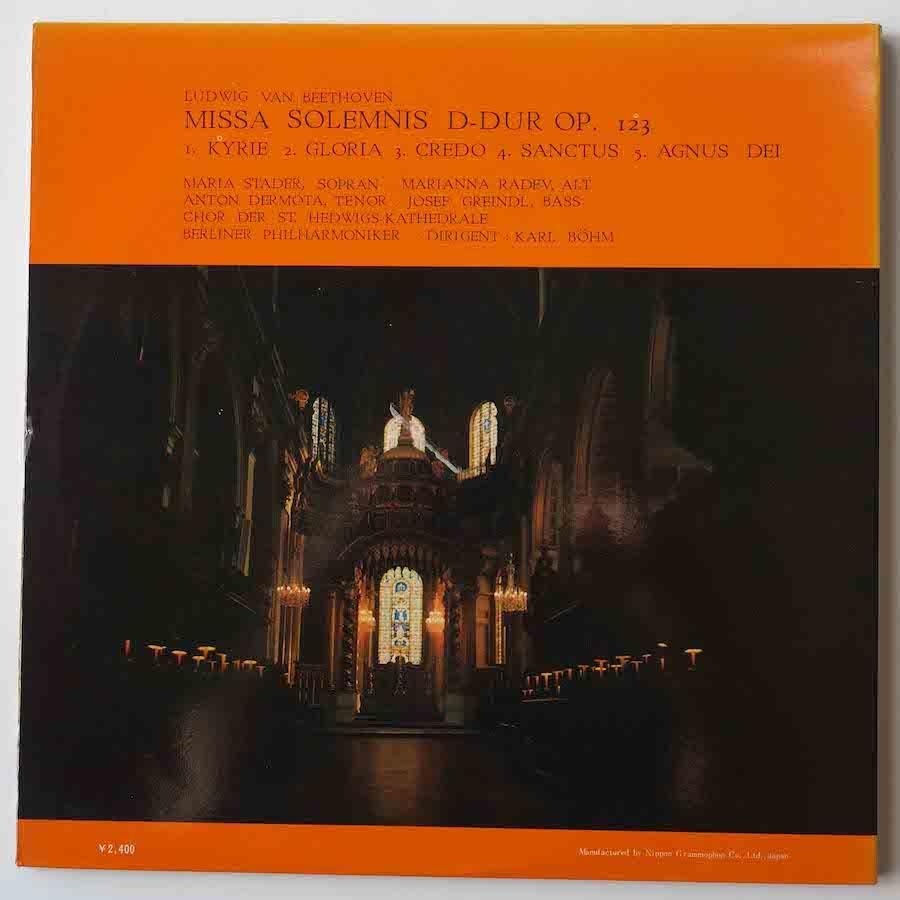 LUDWIG VAN BEETHOVEN
MISSA SOLEMNIS D-DUR OP. 123
1. KYRIE 2. GLORIA 3. CREDO 4. SANCTUS 5. AGNUS DEI
MARIA STADER, SOPRAN MARIANNA RADEV, ALT
ANTON DERMOTA, TENOR JOSEF GREINDL, BASS
CHOR DER ST. HEDWIGS-KATHEDRALE
BERLINER PHILHARMONIKER DIRIGENT : KARL BÖHM
¥2,400
Manufactured by Nippon Grammophon Co., Ltd., Japan